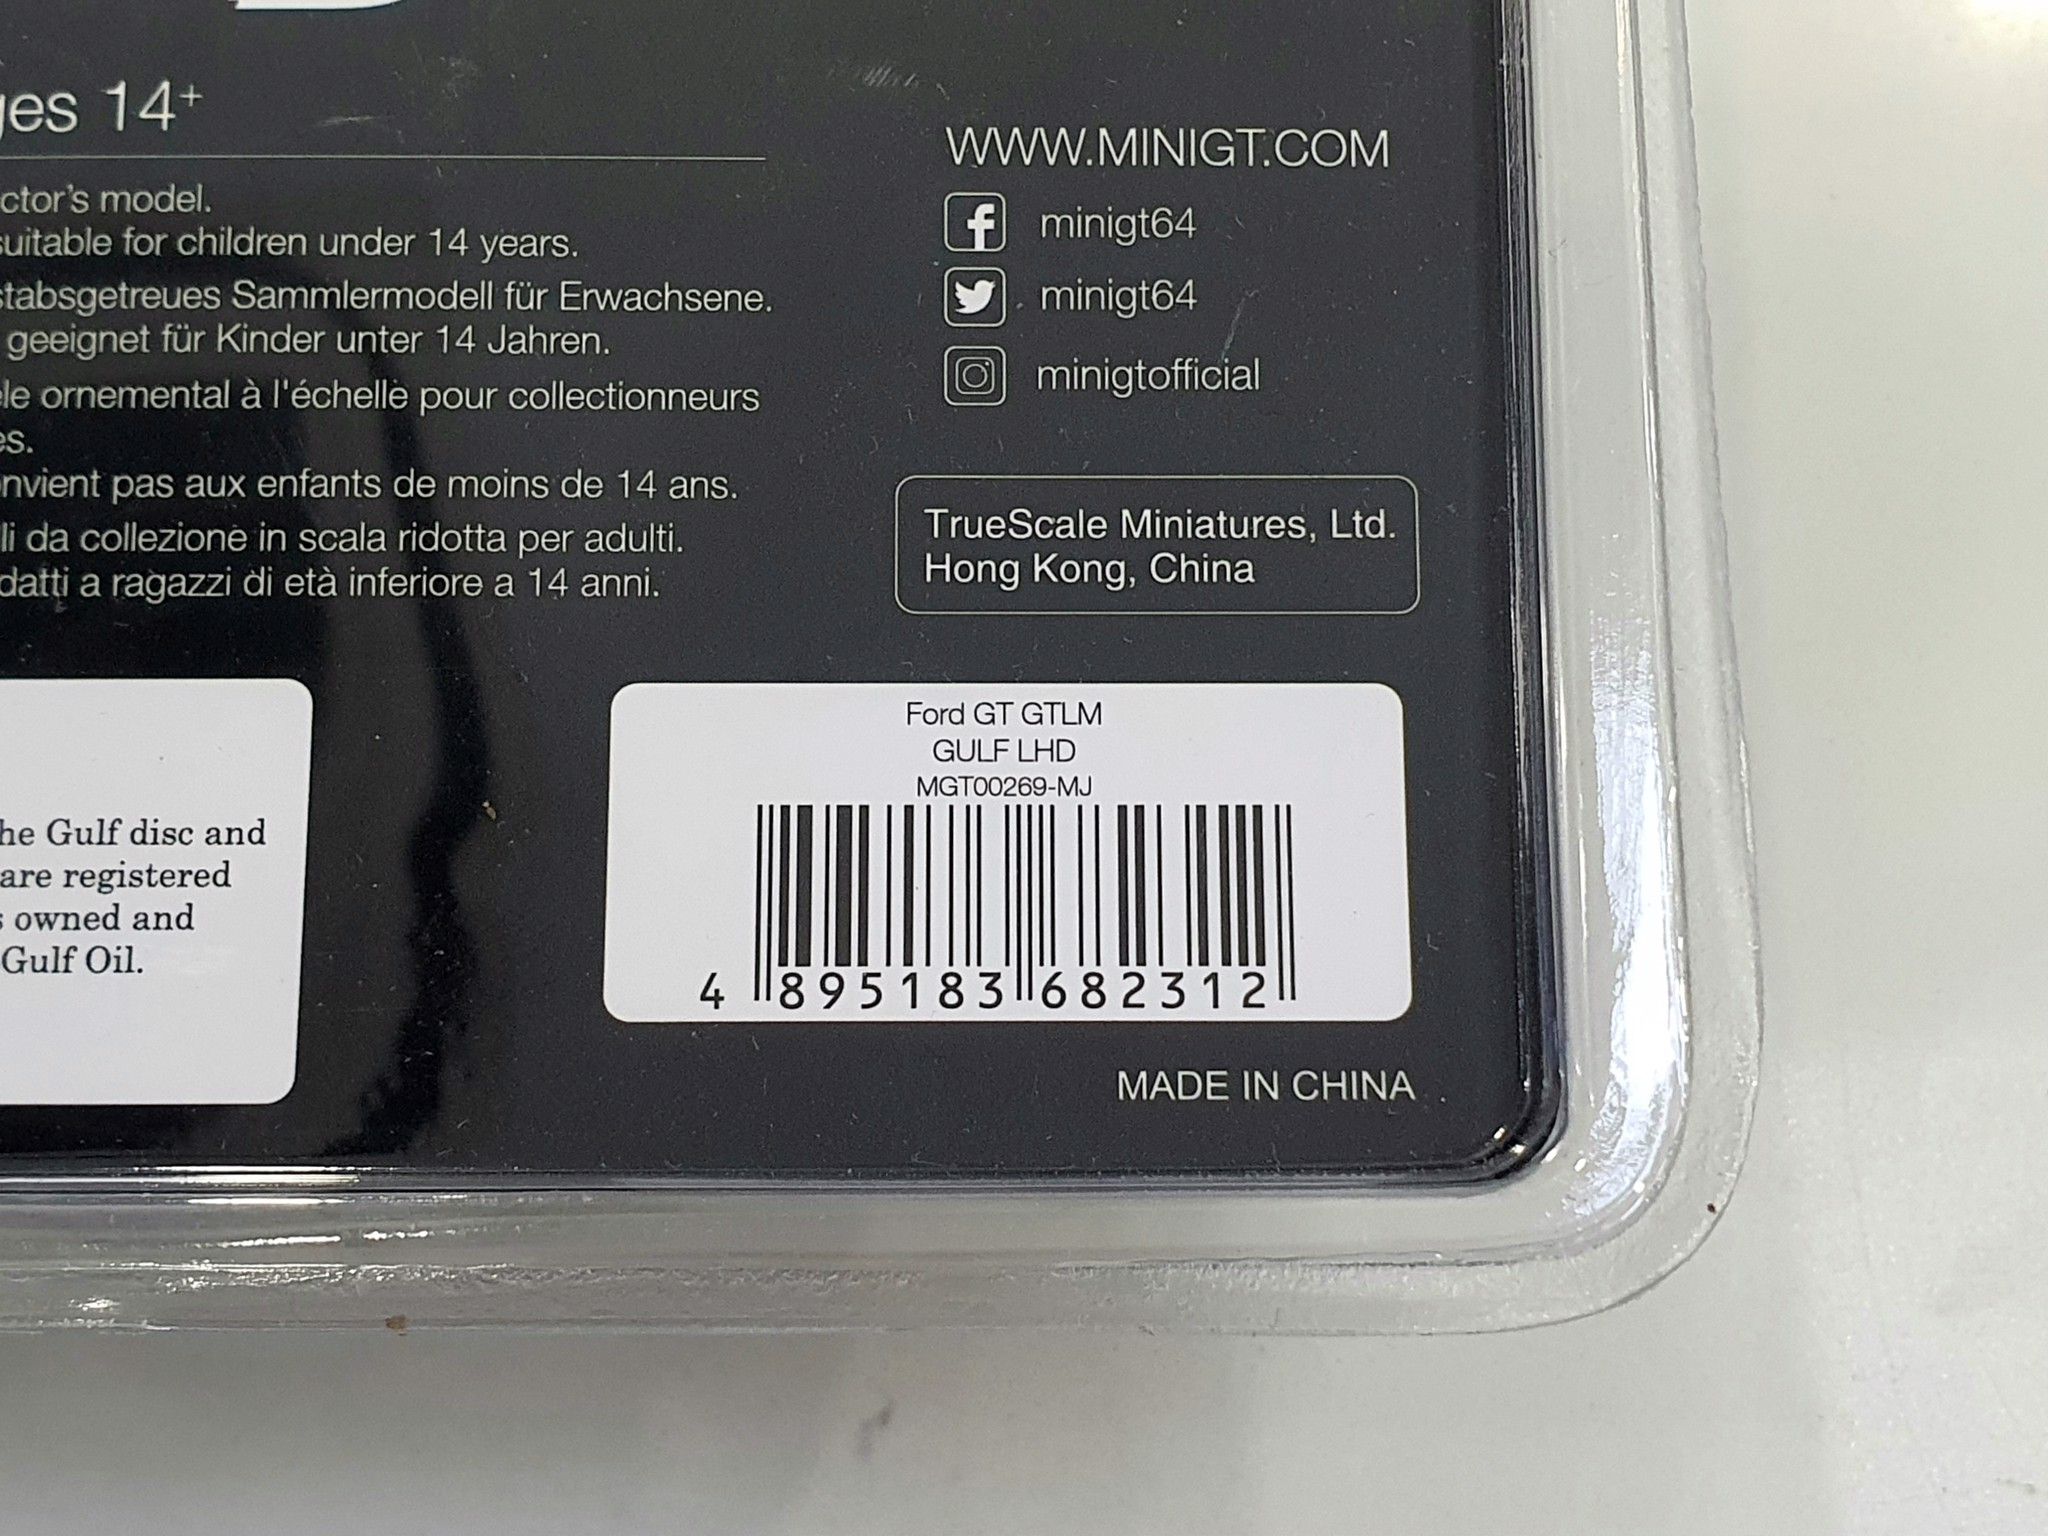 ges 14+
ctor's model.
suitable for children under 14 years.
stabsgetreues Sammlermodell für Erwachsene.
geeignet für Kinder unter 14 Jahren.
le ornemental à l'échelle pour collectionneurs
es.
nvient pas aux enfants de moins de 14 ans.
li da collezione in scala ridotta per adulti.
datti a ragazzi di età inferiore a 14 anni.
WWW.MINIGT.COM
minigt64
minigt64
minigtofficial
TrueScale Miniatures, Ltd.
Hong Kong, China
he Gulf disc and
are registered
s owned and
Gulf Oil.
Ford GT GTLM
GULF LHD
MGT00269-MJ
4 895183 682312
MADE IN CHINA